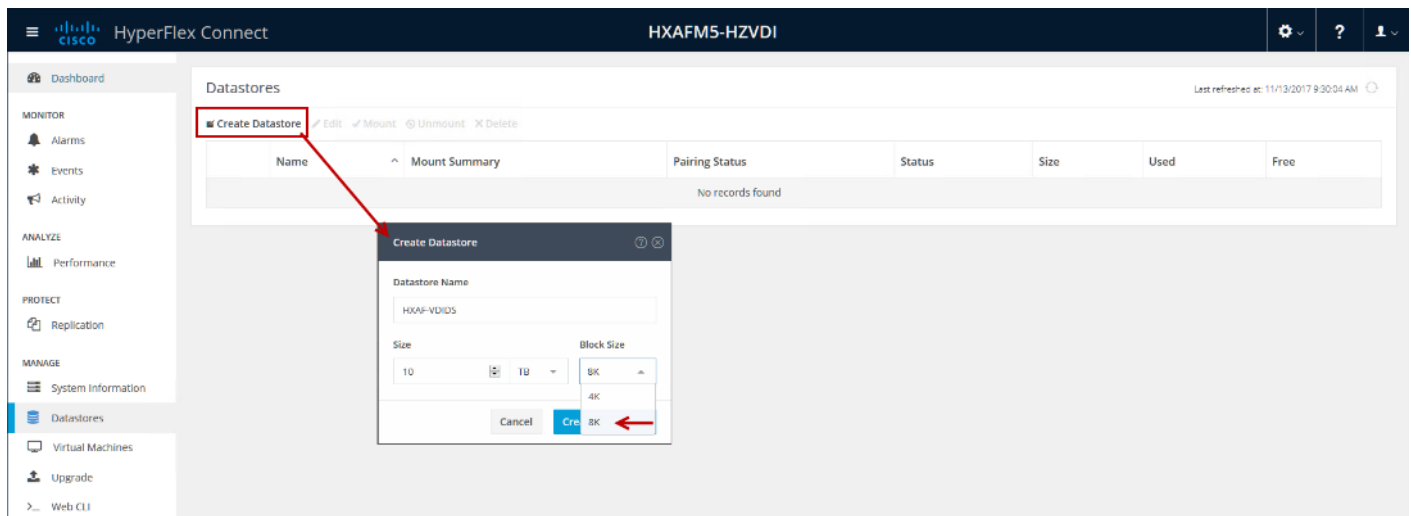 CISCO HyperFlex Connect HXAFM5-HZVDI ?
Dashboard
MONITOR
Alarms
Events
Activity
ANALYZE
Performance
PROTECT
Replication
MANAGE
System Information
Datastores
Virtual Machines
Upgrade
>_ Web CLI
Datastores Last refreshed at: 11/13/2017 9:30:04 AM
Create Datastore Edit Mount Unmount Delete
Name Mount Summary Pairing Status Status Size Used Free
No records found
Create Datastore
Datastore Name
HXAF-VDIDS
Size Block Size
10 TB 8K
4K
8K
Cancel Cre